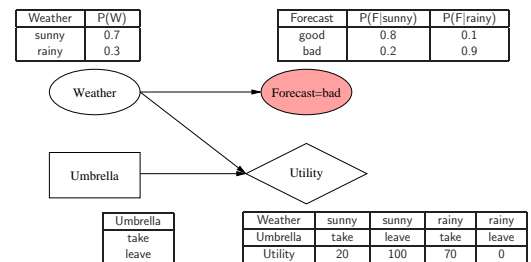 Weather P(W)
sunny 0.7
rainy 0.3
Forecast P(F|sunny) P(F|rainy)
good 0.8 0.1
bad 0.2 0.9
Weather
Forecast=bad
Umbrella
Utility
Umbrella
take
leave
Weather sunny sunny rainy rainy
Umbrella take leave take leave
Utility 20 100 70 0